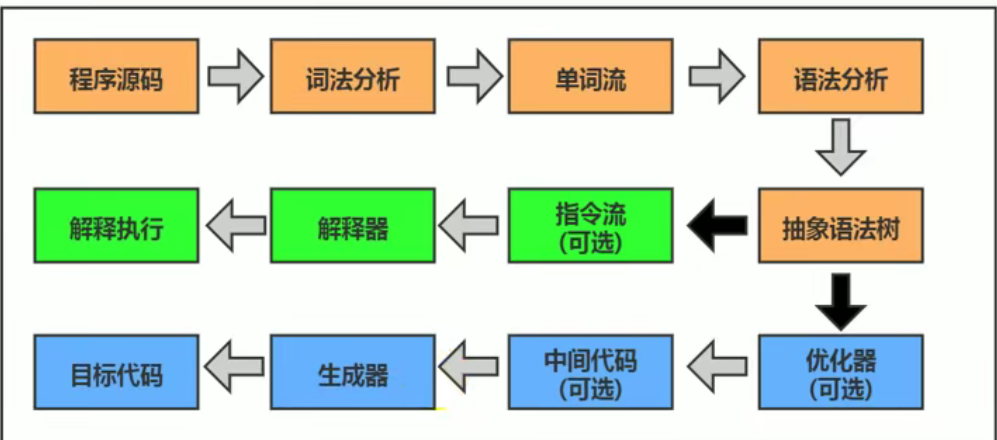 程序源码
词法分析
单词流
语法分析
解释执行
解释器
指令流
(可选)
抽象语法树
目标代码
生成器
中间代码
(可选)
优化器
(可选)